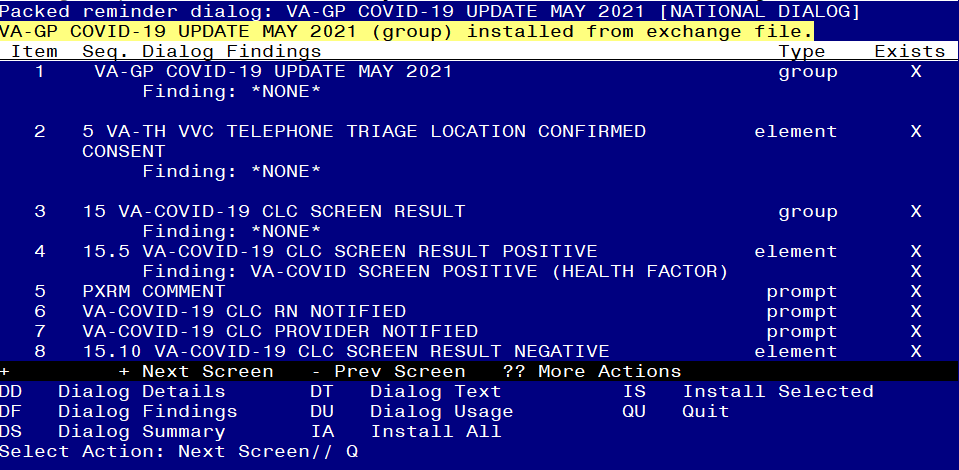 Packed reminder dialog: VA-GP COVID-19 UPDATE MAY 2021 [NATIONAL DIALOG]
VA-GP COVID-19 UPDATE MAY 2021 (group) installed from exchange file.
Item Seq. Dialog Findings Type Exists
1 VA-GP COVID-19 UPDATE MAY 2021 group X
Finding: *NONE*
2 5 VA-TH VVC TELEPHONE TRIAGE LOCATION CONFIRMED element X
CONSENT
Finding: *NONE*
3 15 VA-COVID-19 CLC SCREEN RESULT group X
Finding: *NONE*
4 15.5 VA-COVID-19 CLC SCREEN RESULT POSITIVE element X
Finding: VA-COVID SCREEN POSITIVE (HEALTH FACTOR) X
5 PXRM COMMENT prompt X
6 VA-COVID-19 CLC RN NOTIFIED prompt X
7 VA-COVID-19 CLC PROVIDER NOTIFIED prompt X
8 15.10 VA-COVID-19 CLC SCREEN RESULT NEGATIVE element X
+ + Next Screen - Prev Screen ?? More Actions
DD Dialog Details DT Dialog Text IS Install Selected
DF Dialog Findings DU Dialog Usage QU Quit
DS Dialog Summary IA Install All
Select Action: Next Screen// Q